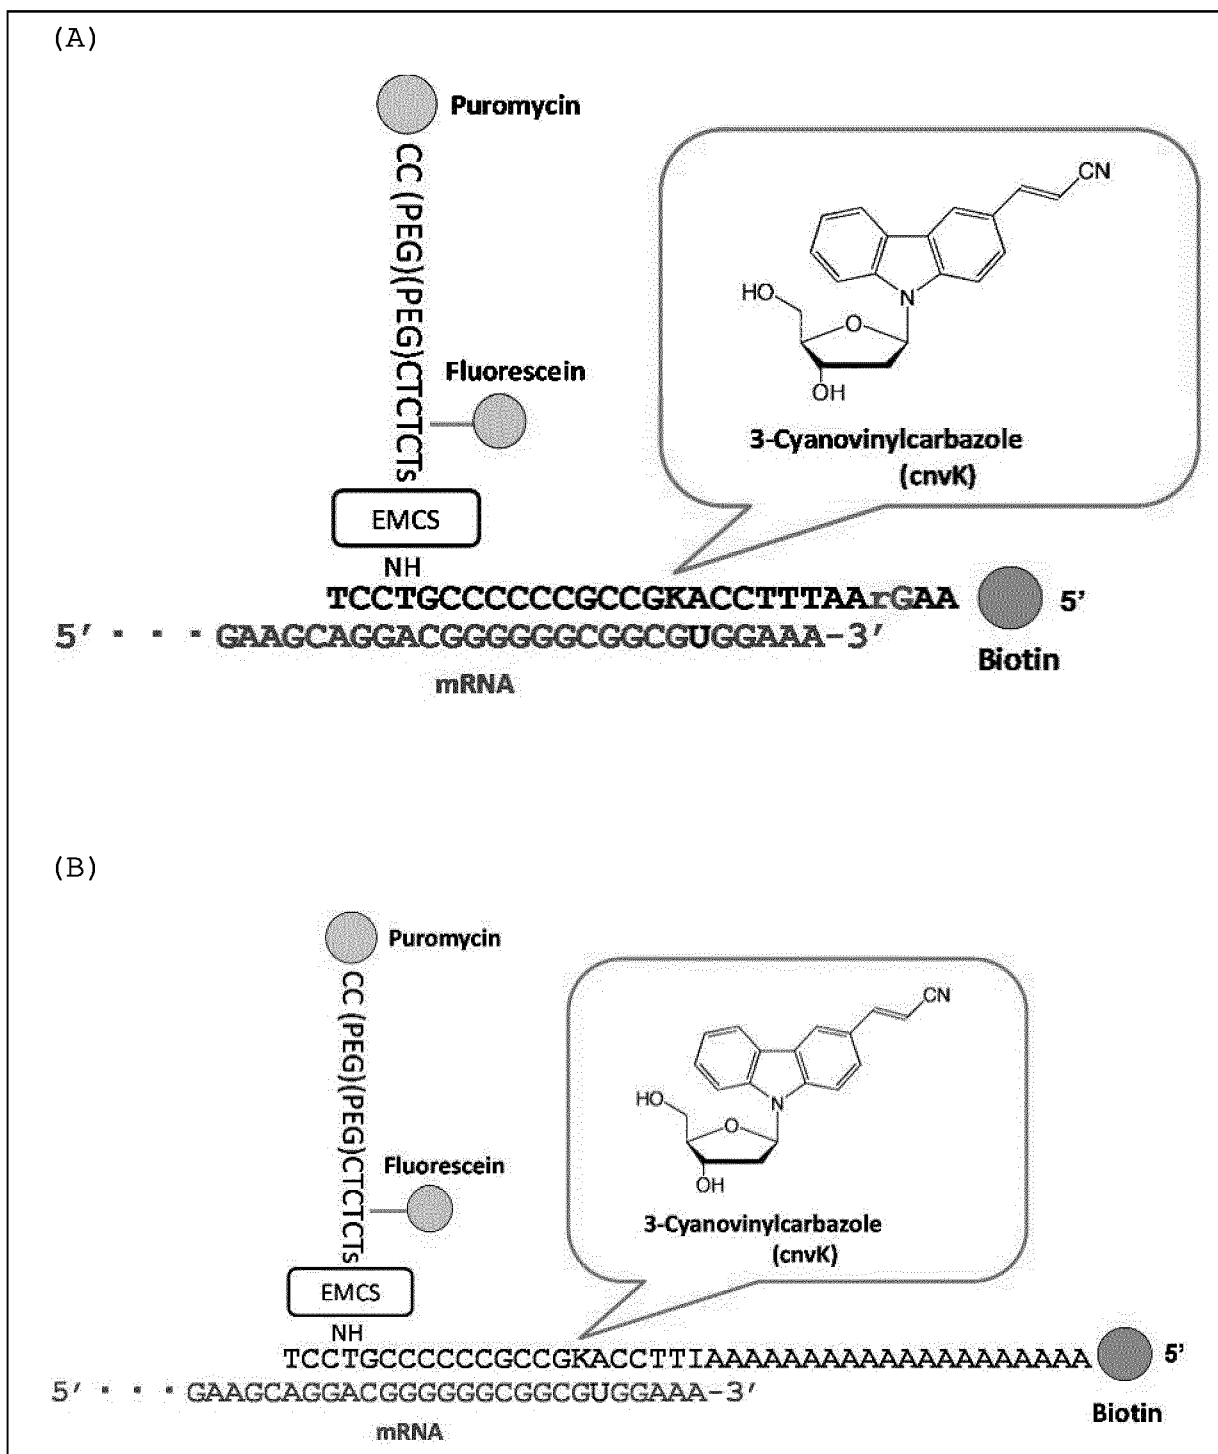 (A)
Puromycin
CC (PEG)(PEG)CTCTCTs
CN
N
HO
O
OH
Fluorescein
3-Cyanovinylcarbazole
(cnvK)
EMCS
NH
TCCTGCCCCCCGCCGKACCTTTAArGAA 5'
5' ・・・GAAGCAGGACGGGGGGCGGCGUGGAAA-3'
Biotin
mRNA
(B)
Puromycin
CC (PEG)(PEG)CTCTCTs
CN
N
HO
O
OH
Fluorescein
3-Cyanovinylcarbazole
(cnvK)
EMCS
NH
TCCTGCCCCCCGCCGKACCTTIAAAAAAAAAAAAAAAAAAAA 5'
5' ・・・GAAGCAGGACGGGGGGCGGCGUGGAAA-3'
Biotin
mRNA